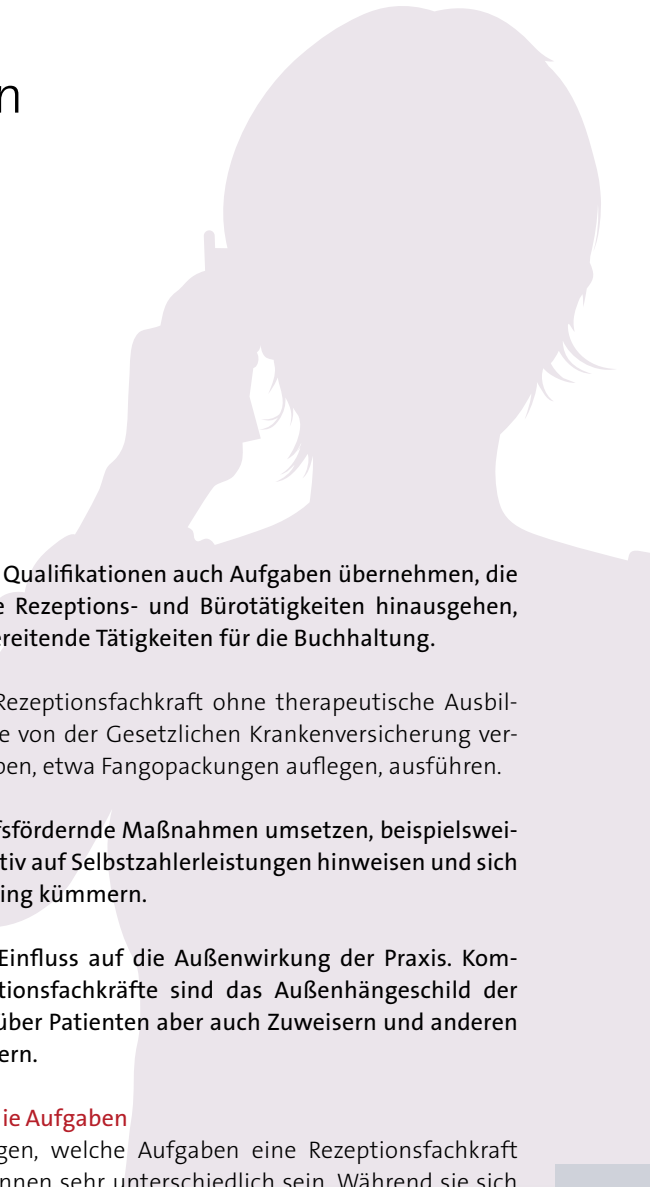 n
Qualifikationen auch Aufgaben übernehmen, die
e Rezeptions- und Bürotätigkeiten hinausgehen,
ereitende Tätigkeiten für die Buchhaltung.
Rezeptionsfachkraft ohne therapeutische Ausbil-
e von der Gesetzlichen Krankenversicherung ver-
ben, etwa Fangopackungen auflegen, ausführen.
fsfördernde Maßnahmen umsetzen, beispielswei-
tiv auf Selbstzahlerleistungen hinweisen und sich
ing kümmern.
Einfluss auf die Außenwirkung der Praxis. Kom-
tionsfachkräfte sind das Außenhängeschild der
über Patienten aber auch Zuweisern und anderen
ern.
ie Aufgaben
gen, welche Aufgaben eine Rezeptionsfachkraft
nnen sehr unterschiedlich sein. Während sie sich